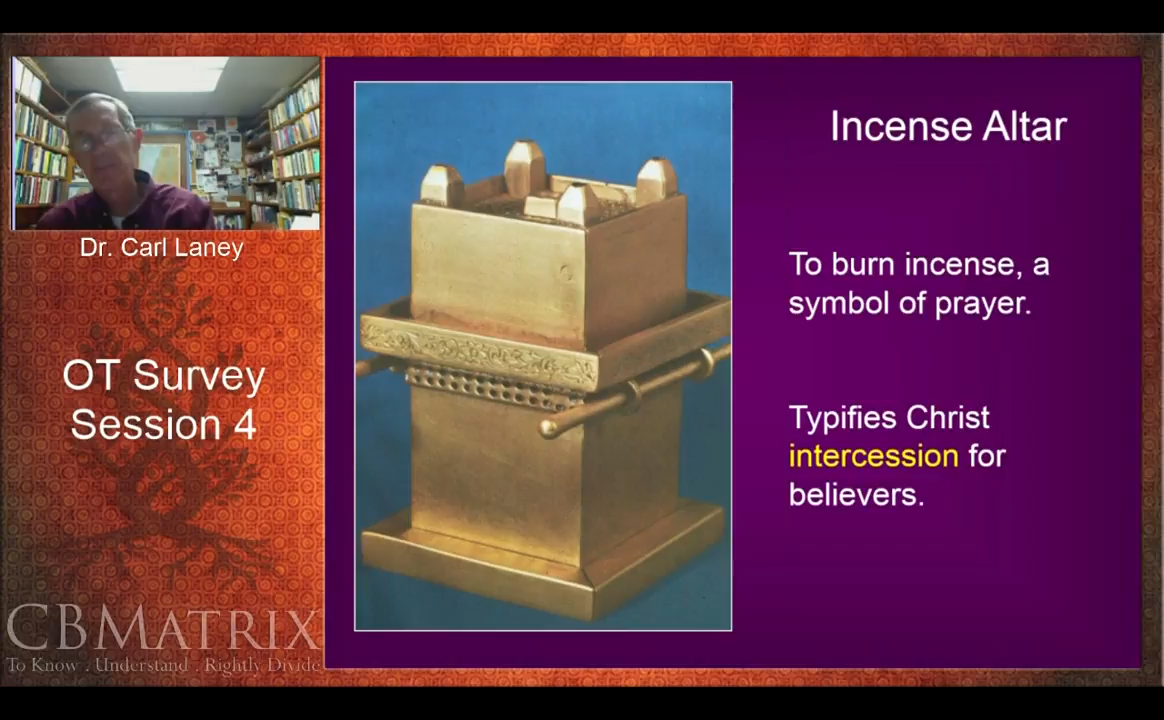 Dr. Carl Laney
OT Survey
Session 4
CBMATRIX
To Know . Understand . Rightly Divide
Incense Altar
To burn incense, a
symbol of prayer.
Typifies Christ
intercession for
believers.